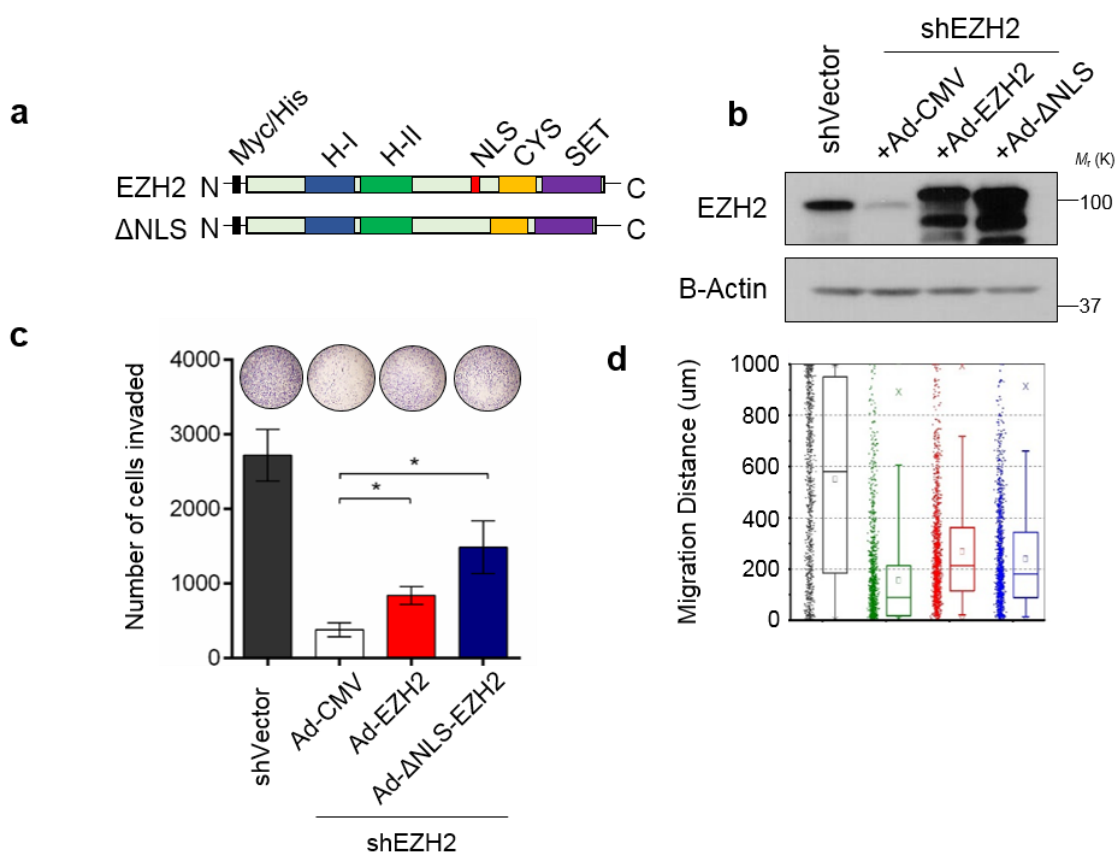 a
Myc/His
H-I
H-II
NLS
CYS
SET
EZH2 N C
ΔNLS N C
b
shEZH2
shVector
+Ad-CMV
+Ad-EZH2
+Ad-ΔNLS
Mr (K)
EZH2
100
B-Actin
37
c
Number of cells invaded
4000
3000
2000
1000
0
*
*
shVector
Ad-CMV
Ad-EZH2
Ad-ΔNLS-EZH2
shEZH2
d
Migration Distance (um)
1000
800
600
400
200
0